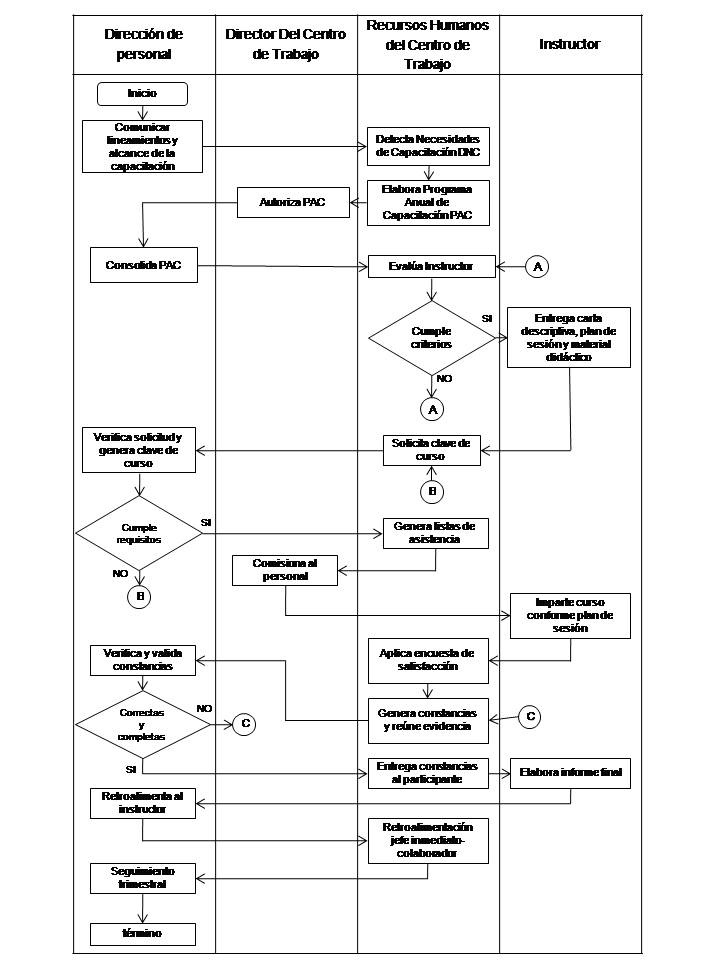 Dirección de
personal
Director Del Centro
de Trabajo
Recursos Humanos
del Centro de
Trabajo
Instructor
Inicio
Comunicar
lineamientos y
alcance de la
capacitación
Detecta Necesidades
de Capacitación DNC
Elabora Programa
Anual de
Capacitación PAC
Autoriza PAC
Consolida PAC
Evalúa Instructor
A
Cumple
criterios
SI
Entrega carta
descriptiva, plan de
sesión y material
didáctico
NO
A
Solicita clave de
curso
Verifica solicitud y
genera clave de
curso
B
Cumple
requisitos
SI
Genera listas de
asistencia
NO
B
Comisiona al
personal
Imparte curso
conforme plan de
sesión
Aplica encuesta de
satisfacción
Verifica y valida
constancias
Genera constancias
y reúne evidencia
C
Correctas
y
completas
NO
C
SI
Entrega constancias
al participante
Elabora informe final
Retroalimenta al
instructor
Retroalimentación
jefe inmediato-
colaborador
Seguimiento
trimestral
término